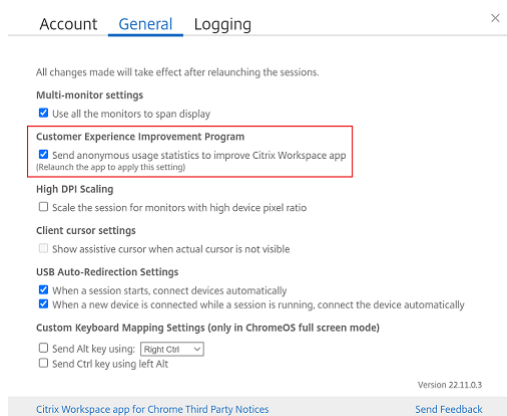 Account General Logging
All changes made will take effect after relaunching the sessions.
Multi-monitor settings
Use all the monitors to span display
Customer Experience Improvement Program
Send anonymous usage statistics to improve Citrix Workspace app
(Relaunch the app to apply this setting)
High DPI Scaling
Scale the session for monitors with high device pixel ratio
Client cursor settings
Show assistive cursor when actual cursor is not visible
USB Auto-Redirection Settings
When a session starts, connect devices automatically
When a new device is connected while a session is running, connect the device automatically
Custom Keyboard Mapping Settings (only in ChromeOS full screen mode)
Send Alt key using: Right Ctrl
Send Ctrl key using left Alt
Version 22.11.0.3
Citrix Workspace app for Chrome Third Party Notices Send Feedback